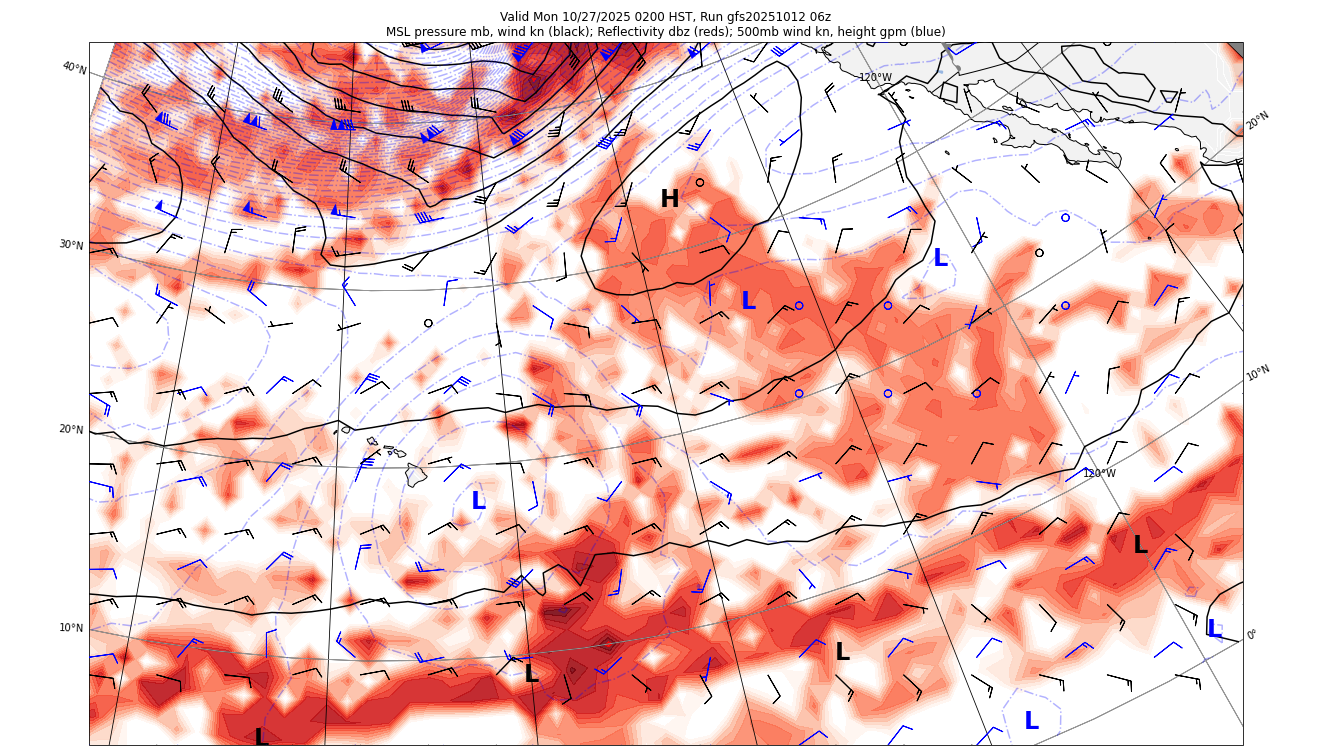 Valid Mon 10/27/2025 0200 HST, Run gfs20251012 06z
MSL pressure mb, wind kn (black); Reflectivity dbz (reds); 500mb wind kn, height gpm (blue)
40°N
120°W
20°N
H
30°N
L
L
10°N
20°N
120°W
L
L
10°N
L
0°
L
L
L
L